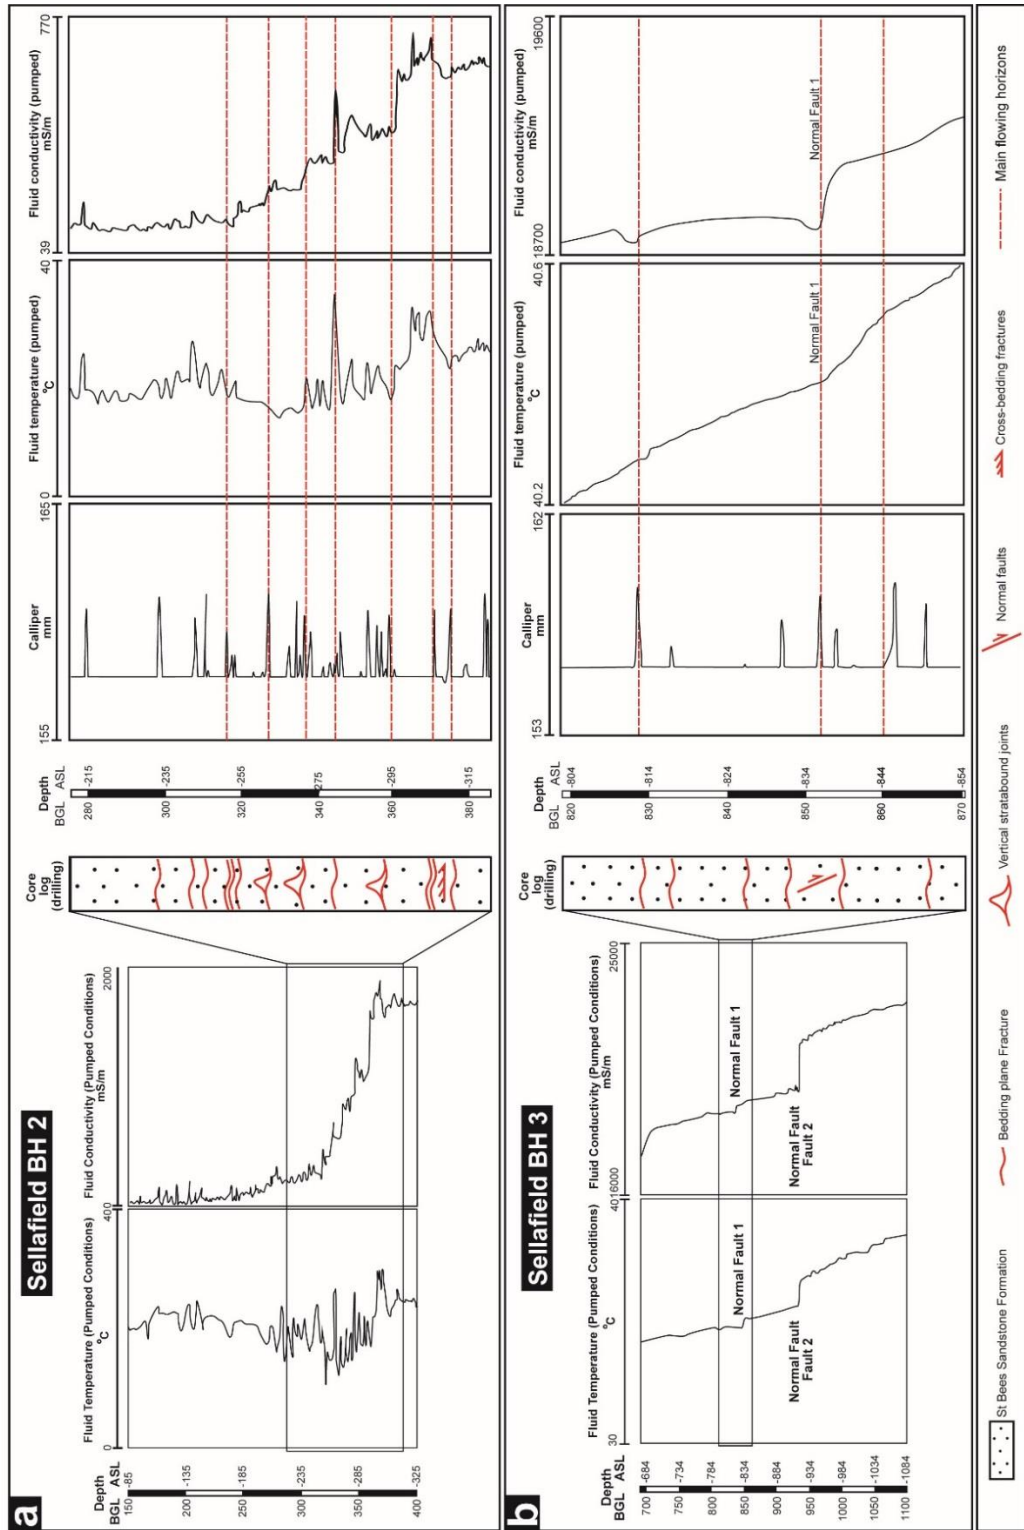 a
Sellafield BH 2
Depth
BGL ASL
150 -85
200 -135
250 -185
300 -235
350 -285
400 -325
Fluid Temperature (Pumped Conditions)
°C
0
400
Fluid Conductivity (Pumped Conditions)
mS/m
0
2000
Core
log
(drilling)
Depth
BGL ASL
280 -215
300 -235
320 -255
340 -275
360 -295
380 -315
Calliper
mm
155
165
Fluid temperature (pumped)
°C
0
40
Fluid conductivity (pumped)
mS/m
39
770
b
Sellafield BH 3
Depth
BGL ASL
700 -684
750 -734
800 -784
850 -834
900 -884
950 -934
1000 -984
1050 -1034
1100 -1084
Fluid Temperature (Pumped Conditions)
°C
30
40
Normal Fault 1
Normal Fault
Fault 2
Fluid Conductivity (Pumped Conditions)
mS/m
16000
25000
Normal Fault 1
Normal Fault
Fault 2
Core
log
(drilling)
Depth
BGL ASL
820 -804
830 -814
840 -824
850 -834
860 -844
870 -854
Calliper
mm
153
162
Fluid temperature (pumped)
°C
40.2
40.6
Normal Fault 1
Fluid conductivity (pumped)
mS/m
18700
19600
Normal Fault 1
St Bees Sandstone Formation
Bedding plane Fracture
Vertical stratabound joints
Normal faults
Cross-bedding fractures
Main flowing horizons